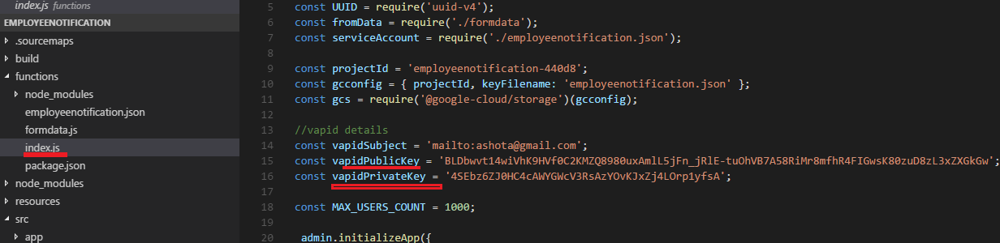 index.js functions
EMPLOYEENOTIFICATION
.sourcemaps
build
functions
node_modules
employeenotification.json
formdata.js
index.js
package.json
node_modules
resources
src
app
5 const UUID = require('uuid-v4');
6 const fromData = require('./formdata');
7 const serviceAccount = require('./employeenotification.json');
8
9 const projectId = 'employeenotification-440d8';
10 const gcconfig = { projectId, keyFilename: 'employeenotification.json' };
11 const gcs = require('@google-cloud/storage')(gcconfig);
12
13 //vapid details
14 const vapidSubject = 'mailto:ashota@gmail.com';
15 const vapidPublicKey = 'BLDbwvt14wiVhK9HVf0C2KMZQ8980uxAmlL5jFn_jRlE-tuOhVB7A58RiMr8mfhR4FIGwsK80zuD8zL3xZXGkGw';
16 const vapidPrivateKey = '4SEbz6ZJ0HC4cAWYGWcV3RsAzYOvKJxZj4LOrp1yfsA';
17
18 const MAX_USERS_COUNT = 1000;
19
20 admin.initializeApp({